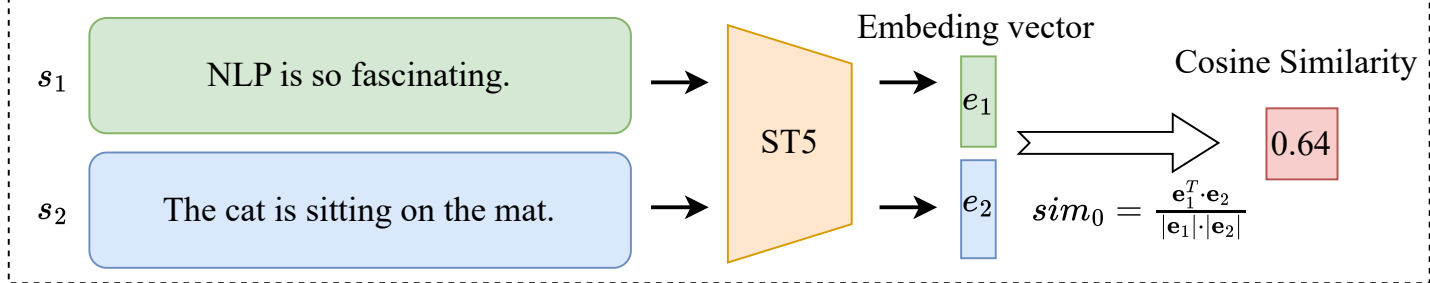 Embeding vector
Cosine Similarity
s₁ NLP is so fascinating.
ST5
e₁
0.64
s₂ The cat is sitting on the mat.
e₂
sim₀ = e₁ᵀ·e₂ / |e₁|·|e₂|